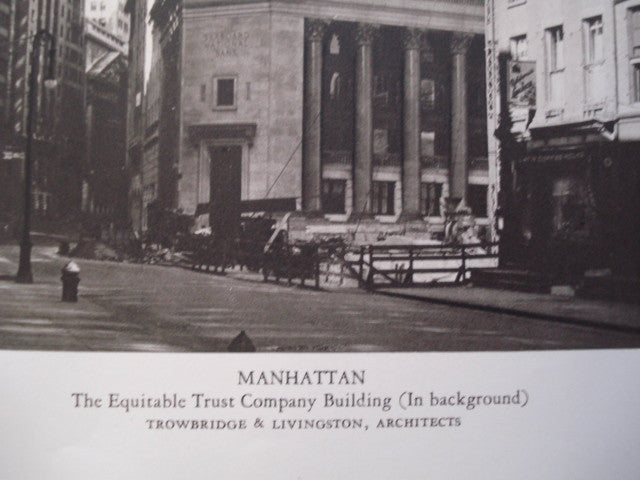 MANHATTAN
The Equitable Trust Company Building (In background)
TROWBRIDGE & LIVINGSTON, ARCHITECTS